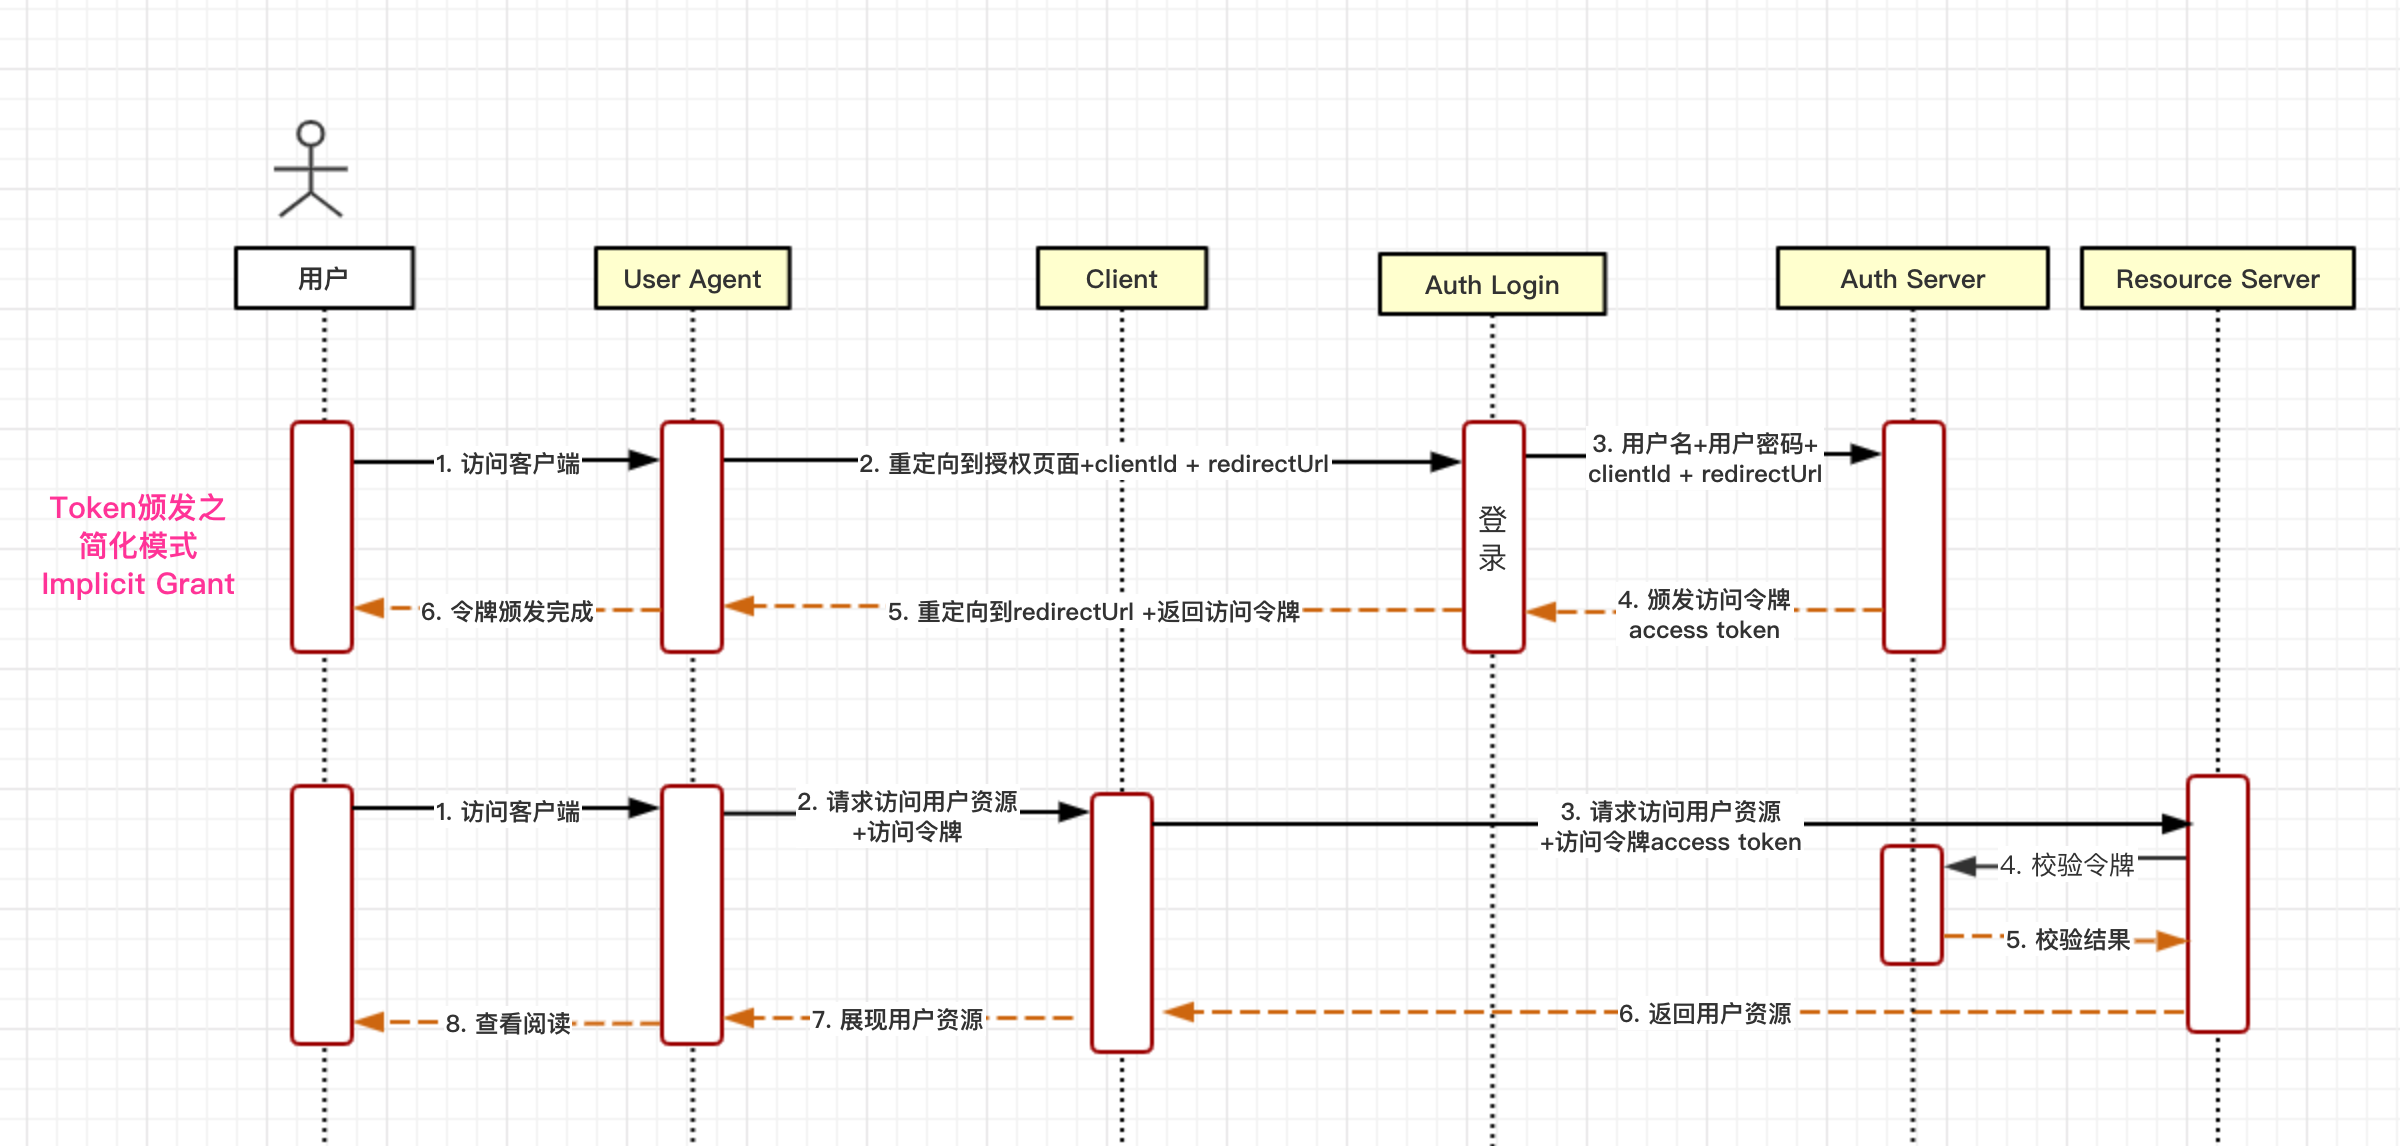 用户
User Agent
Client
Auth Login
Auth Server
Resource Server
Token颁发之
简化模式
Implicit Grant
1. 访问客户端
2. 重定向到授权页面+clientId + redirectUrl
登
录
3. 用户名+用户密码+
clientId + redirectUrl
4. 颁发访问令牌
access token
5. 重定向到redirectUrl +返回访问令牌
6. 令牌颁发完成
1. 访问客户端
2. 请求访问用户资源
+访问令牌
3. 请求访问用户资源
+访问令牌access token
4. 校验令牌
5. 校验结果
6. 返回用户资源
7. 展现用户资源
8. 查看阅读